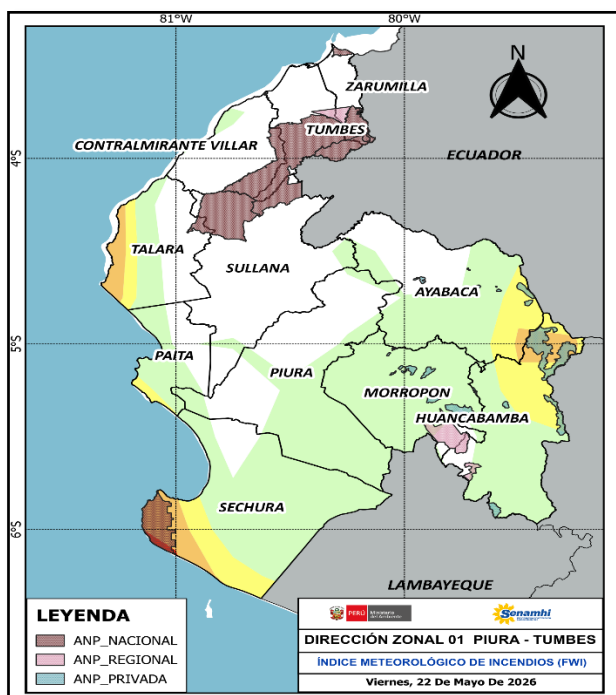 81°W
80°W
N
ZARUMILLA
TUMBES
CONTRALMIRANTE VILLAR
4°S
ECUADOR
TALARA
SULLANA
AYABACA
5°S
PAITA
PIURA
MORROPON
HUANCABAMBA
SECHURA
6°S
LAMBAYEQUE
LEYENDA
ANP_NACIONAL
ANP_REGIONAL
ANP_PRIVADA
PERÚ
Senamhi
DIRECCIÓN ZONAL 01 PIURA - TUMBES
ÍNDICE METEOROLÓGICO DE INCENDIOS (FWI)
Viernes, 22 De Mayo De 2026